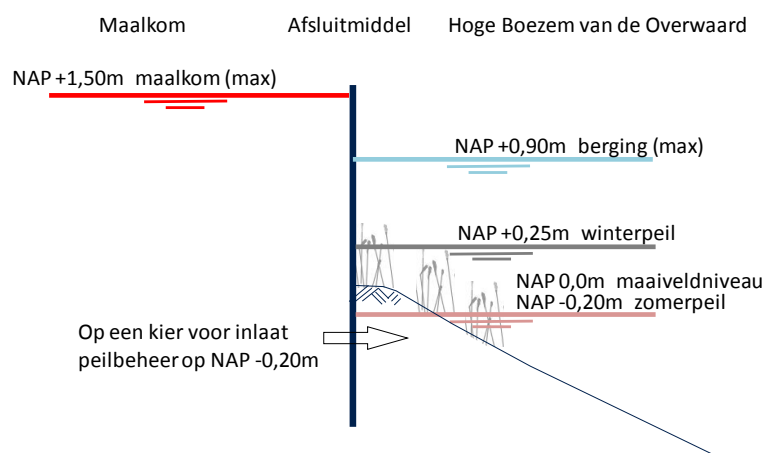 Maalkom
Afsluitmiddel
Hoge Boezem van de Overwaard
NAP +1,50m maalkom (max)
NAP +0,90m berging (max)
NAP +0,25m winterpeil
NAP 0,0m maaiveldniveau
NAP -0,20m zomerpeil
Op een kier voor inlaat
peilbeheer op NAP -0,20m